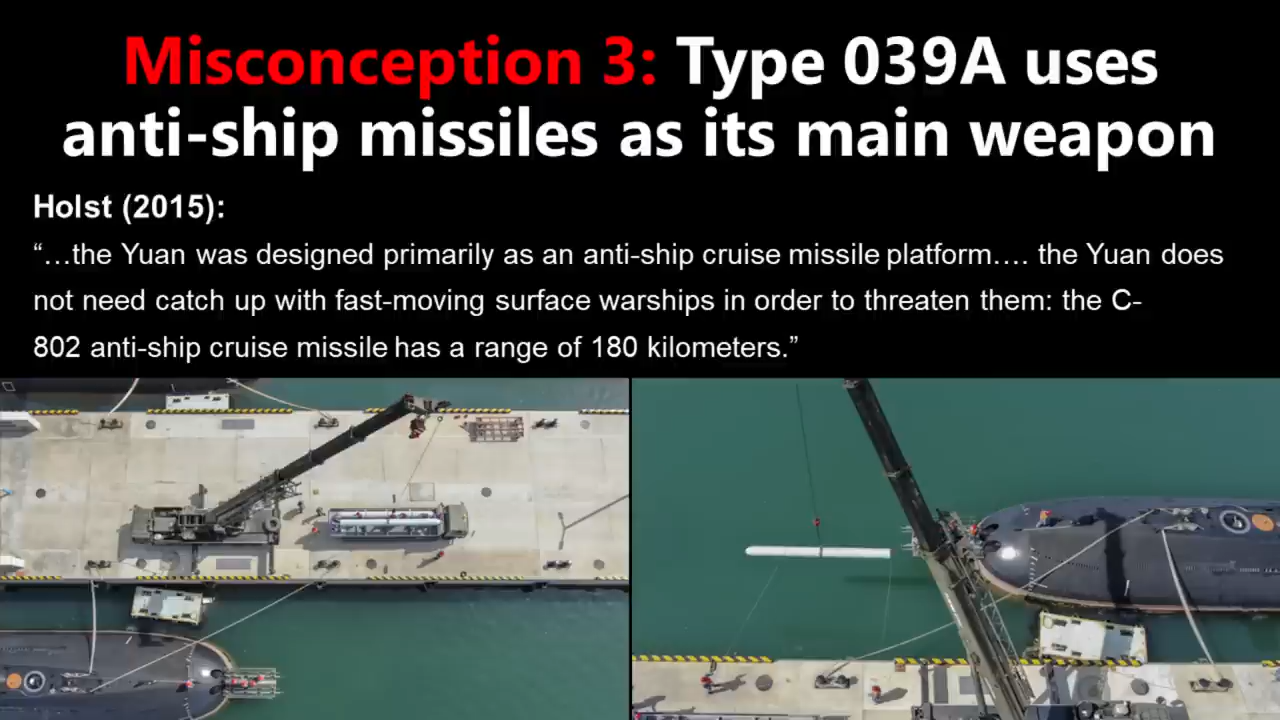 Misconception 3: Type 039A uses
anti-ship missiles as its main weapon
Holst (2015):
“…the Yuan was designed primarily as an anti-ship cruise missile platform…. the Yuan does
not need catch up with fast-moving surface warships in order to threaten them: the C-
802 anti-ship cruise missile has a range of 180 kilometers.”